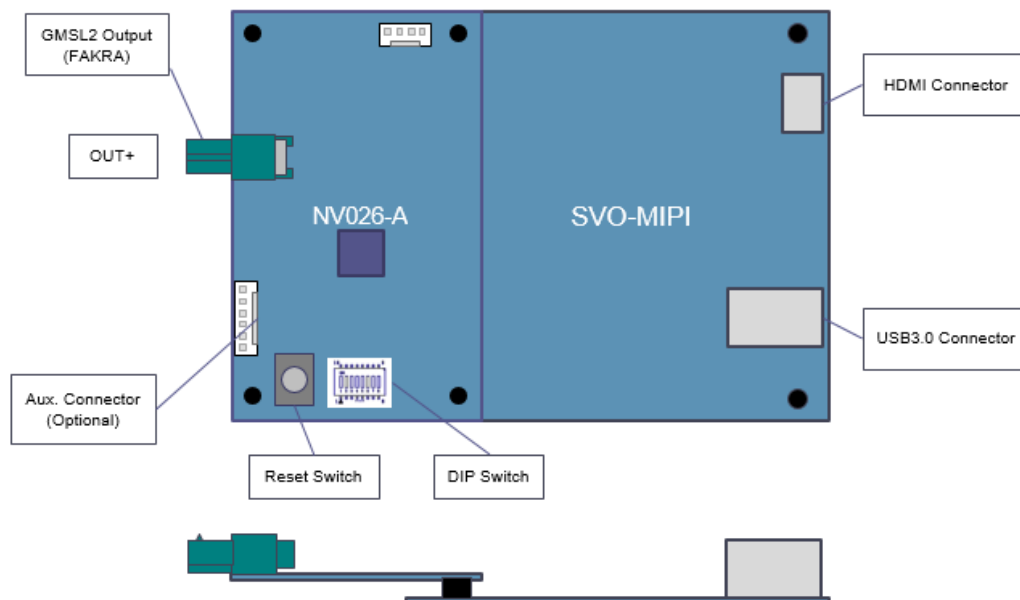 GMSL2 Output
(FAKRA)
HDMI Connector
OUT+
NV026-A
SVO-MIPI
USB3.0 Connector
Aux. Connector
(Optional)
Reset Switch
DIP Switch